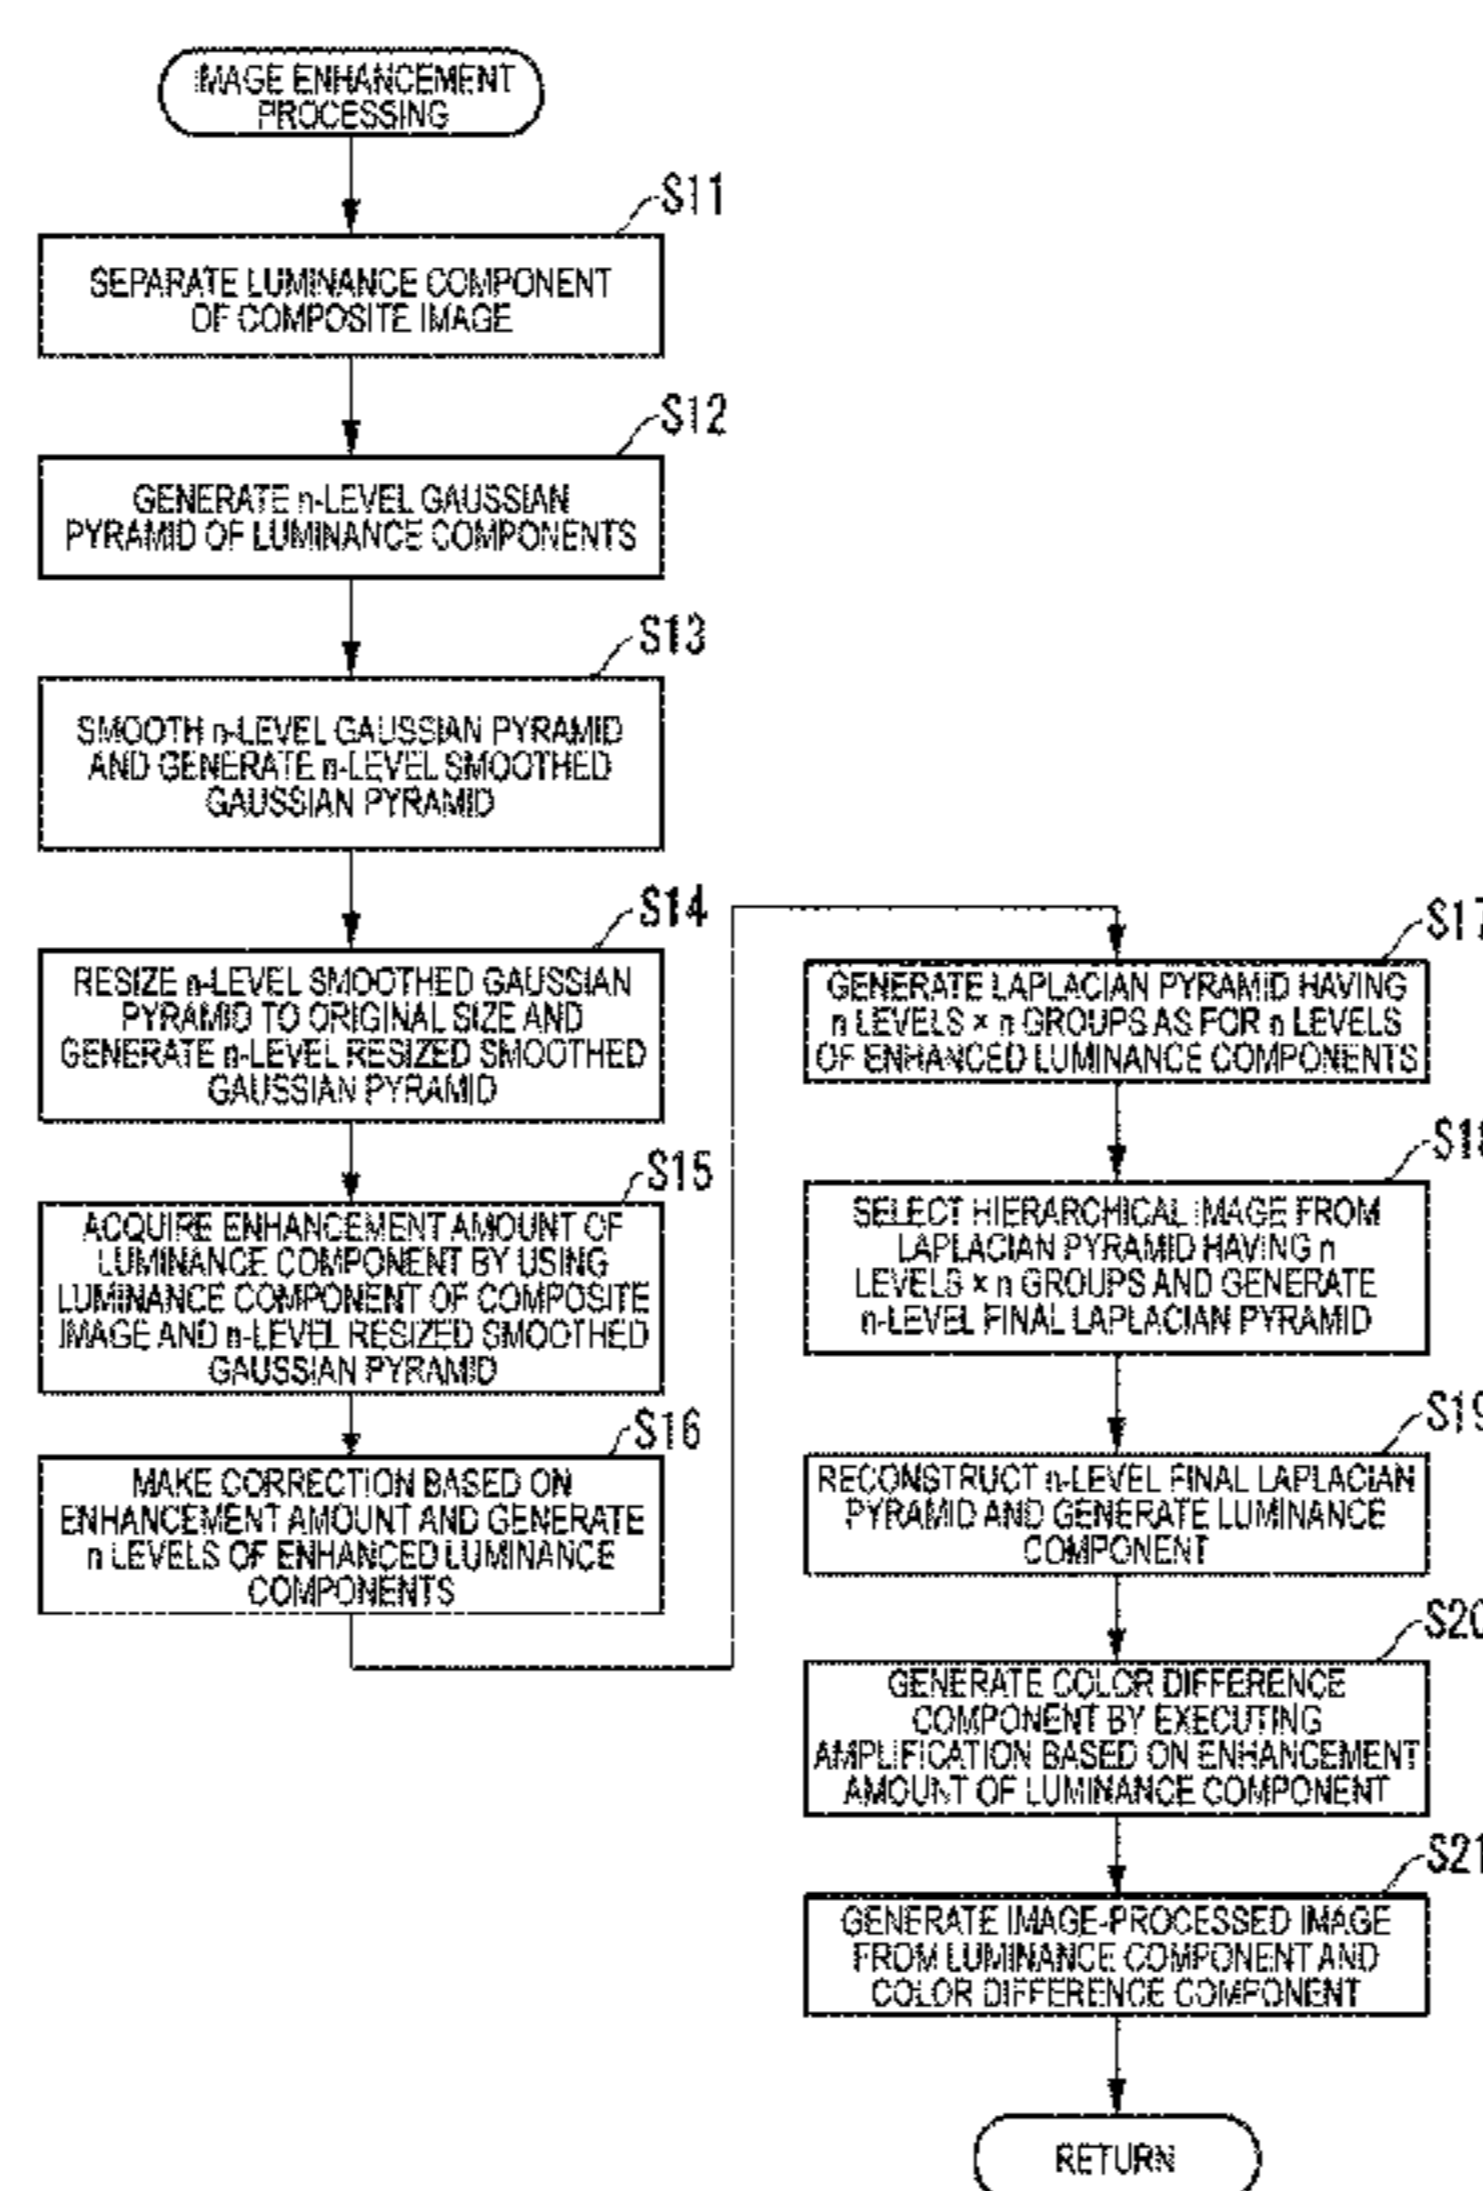 IMAGE ENHANCEMENT
PROCESSING
S11
SEPARATE LUMINANCE COMPONENT
OF COMPOSITE IMAGE
S12
GENERATE n-LEVEL GAUSSIAN
PYRAMID OF LUMINANCE COMPONENTS
S13
SMOOTH n-LEVEL GAUSSIAN PYRAMID
AND GENERATE n-LEVEL SMOOTHED
GAUSSIAN PYRAMID
S14
RESIZE n-LEVEL SMOOTHED GAUSSIAN
PYRAMID TO ORIGINAL SIZE AND
GENERATE n-LEVEL RESIZED SMOOTHED
GAUSSIAN PYRAMID
S15
ACQUIRE ENHANCEMENT AMOUNT OF
LUMINANCE COMPONENT BY USING
LUMINANCE COMPONENT OF COMPOSITE
IMAGE AND n-LEVEL RESIZED SMOOTHED
GAUSSIAN PYRAMID
S16
MAKE CORRECTION BASED ON
ENHANCEMENT AMOUNT AND GENERATE
n LEVELS OF ENHANCED LUMINANCE
COMPONENTS
S17
GENERATE LAPLACIAN PYRAMID HAVING
n LEVELS × n GROUPS AS FOR n LEVELS
OF ENHANCED LUMINANCE COMPONENTS
S18
SELECT HIERARCHICAL IMAGE FROM
LAPLACIAN PYRAMID HAVING n
LEVELS × n GROUPS AND GENERATE
n-LEVEL FINAL LAPLACIAN PYRAMID
S19
RECONSTRUCT n-LEVEL FINAL LAPLACIAN
PYRAMID AND GENERATE LUMINANCE
COMPONENT
S20
GENERATE COLOR DIFFERENCE
COMPONENT BY EXECUTING
AMPLIFICATION BASED ON ENHANCEMENT
AMOUNT OF LUMINANCE COMPONENT
S21
GENERATE IMAGE-PROCESSED IMAGE
FROM LUMINANCE COMPONENT AND
COLOR DIFFERENCE COMPONENT
RETURN